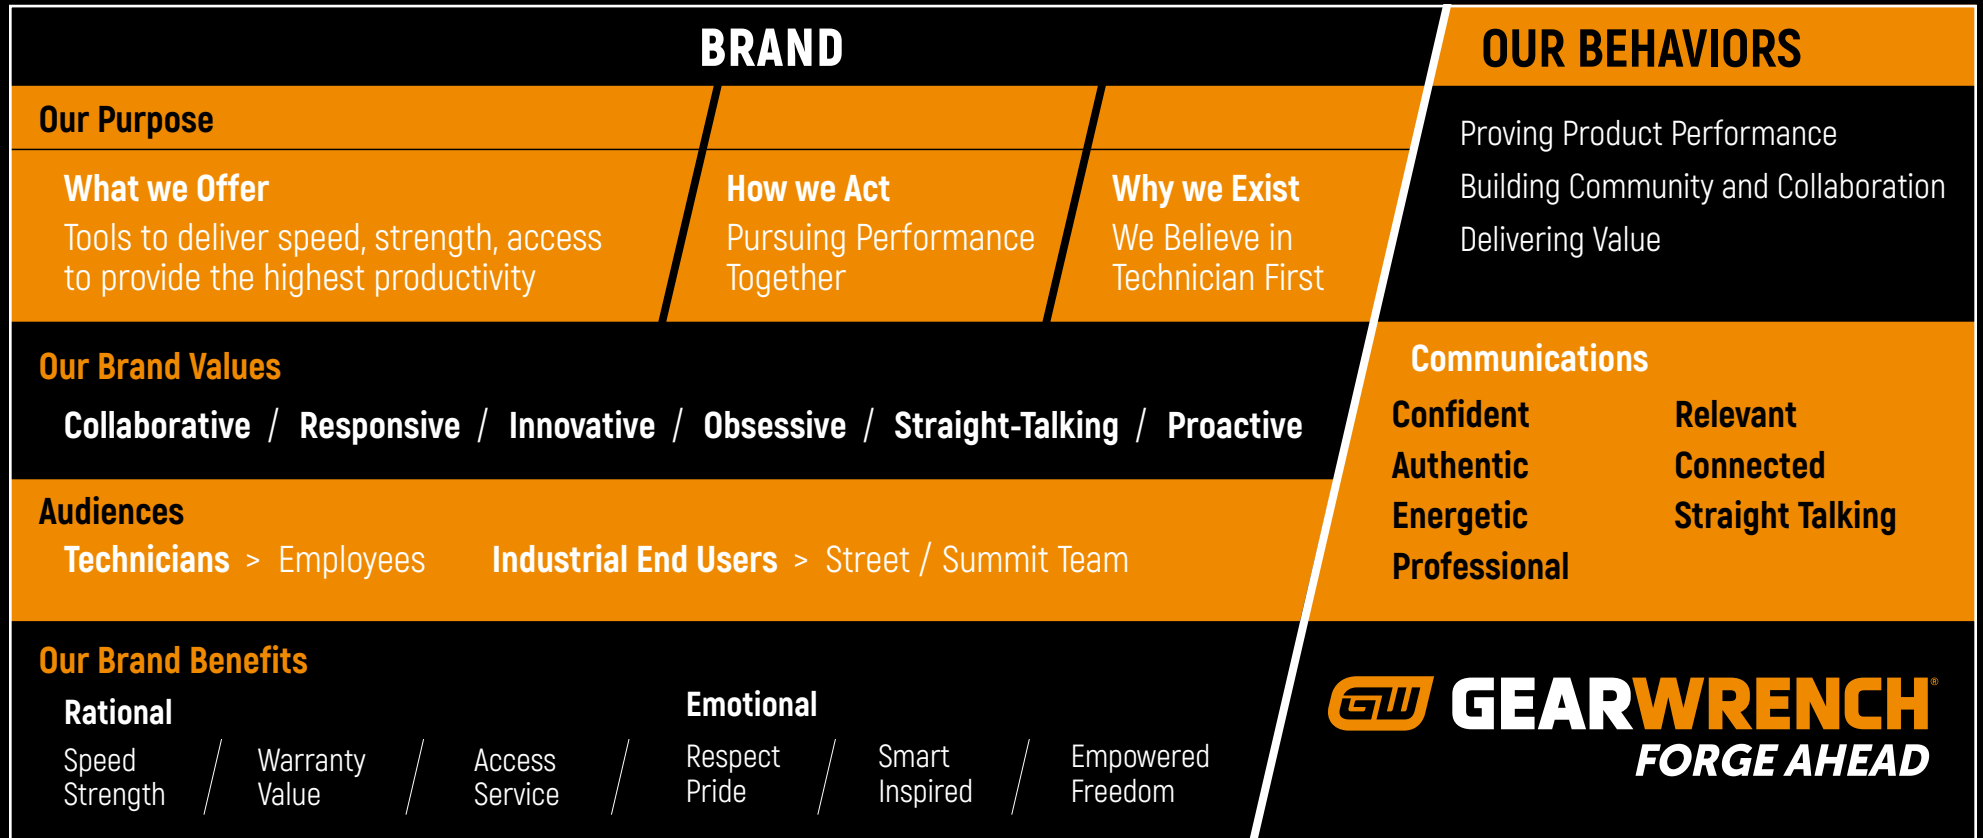 BRAND
Our Purpose
What we Offer
Tools to deliver speed, strength, access
to provide the highest productivity
How we Act
Pursuing Performance
Together
Why we Exist
We Believe in
Technician First
Our Brand Values
Collaborative / Responsive / Innovative / Obsessive / Straight-Talking / Proactive
Audiences
Technicians > Employees Industrial End Users > Street / Summit Team
Our Brand Benefits
Rational
Speed
Strength
/
Warranty
Value
/
Access
Service
/
Emotional
Respect
Pride
/
Smart
Inspired
/
Empowered
Freedom
OUR BEHAVIORS
Proving Product Performance
Building Community and Collaboration
Delivering Value
Communications
Confident
Authentic
Energetic
Professional
Relevant
Connected
Straight Talking
GW GEARWRENCH®
FORGE AHEAD